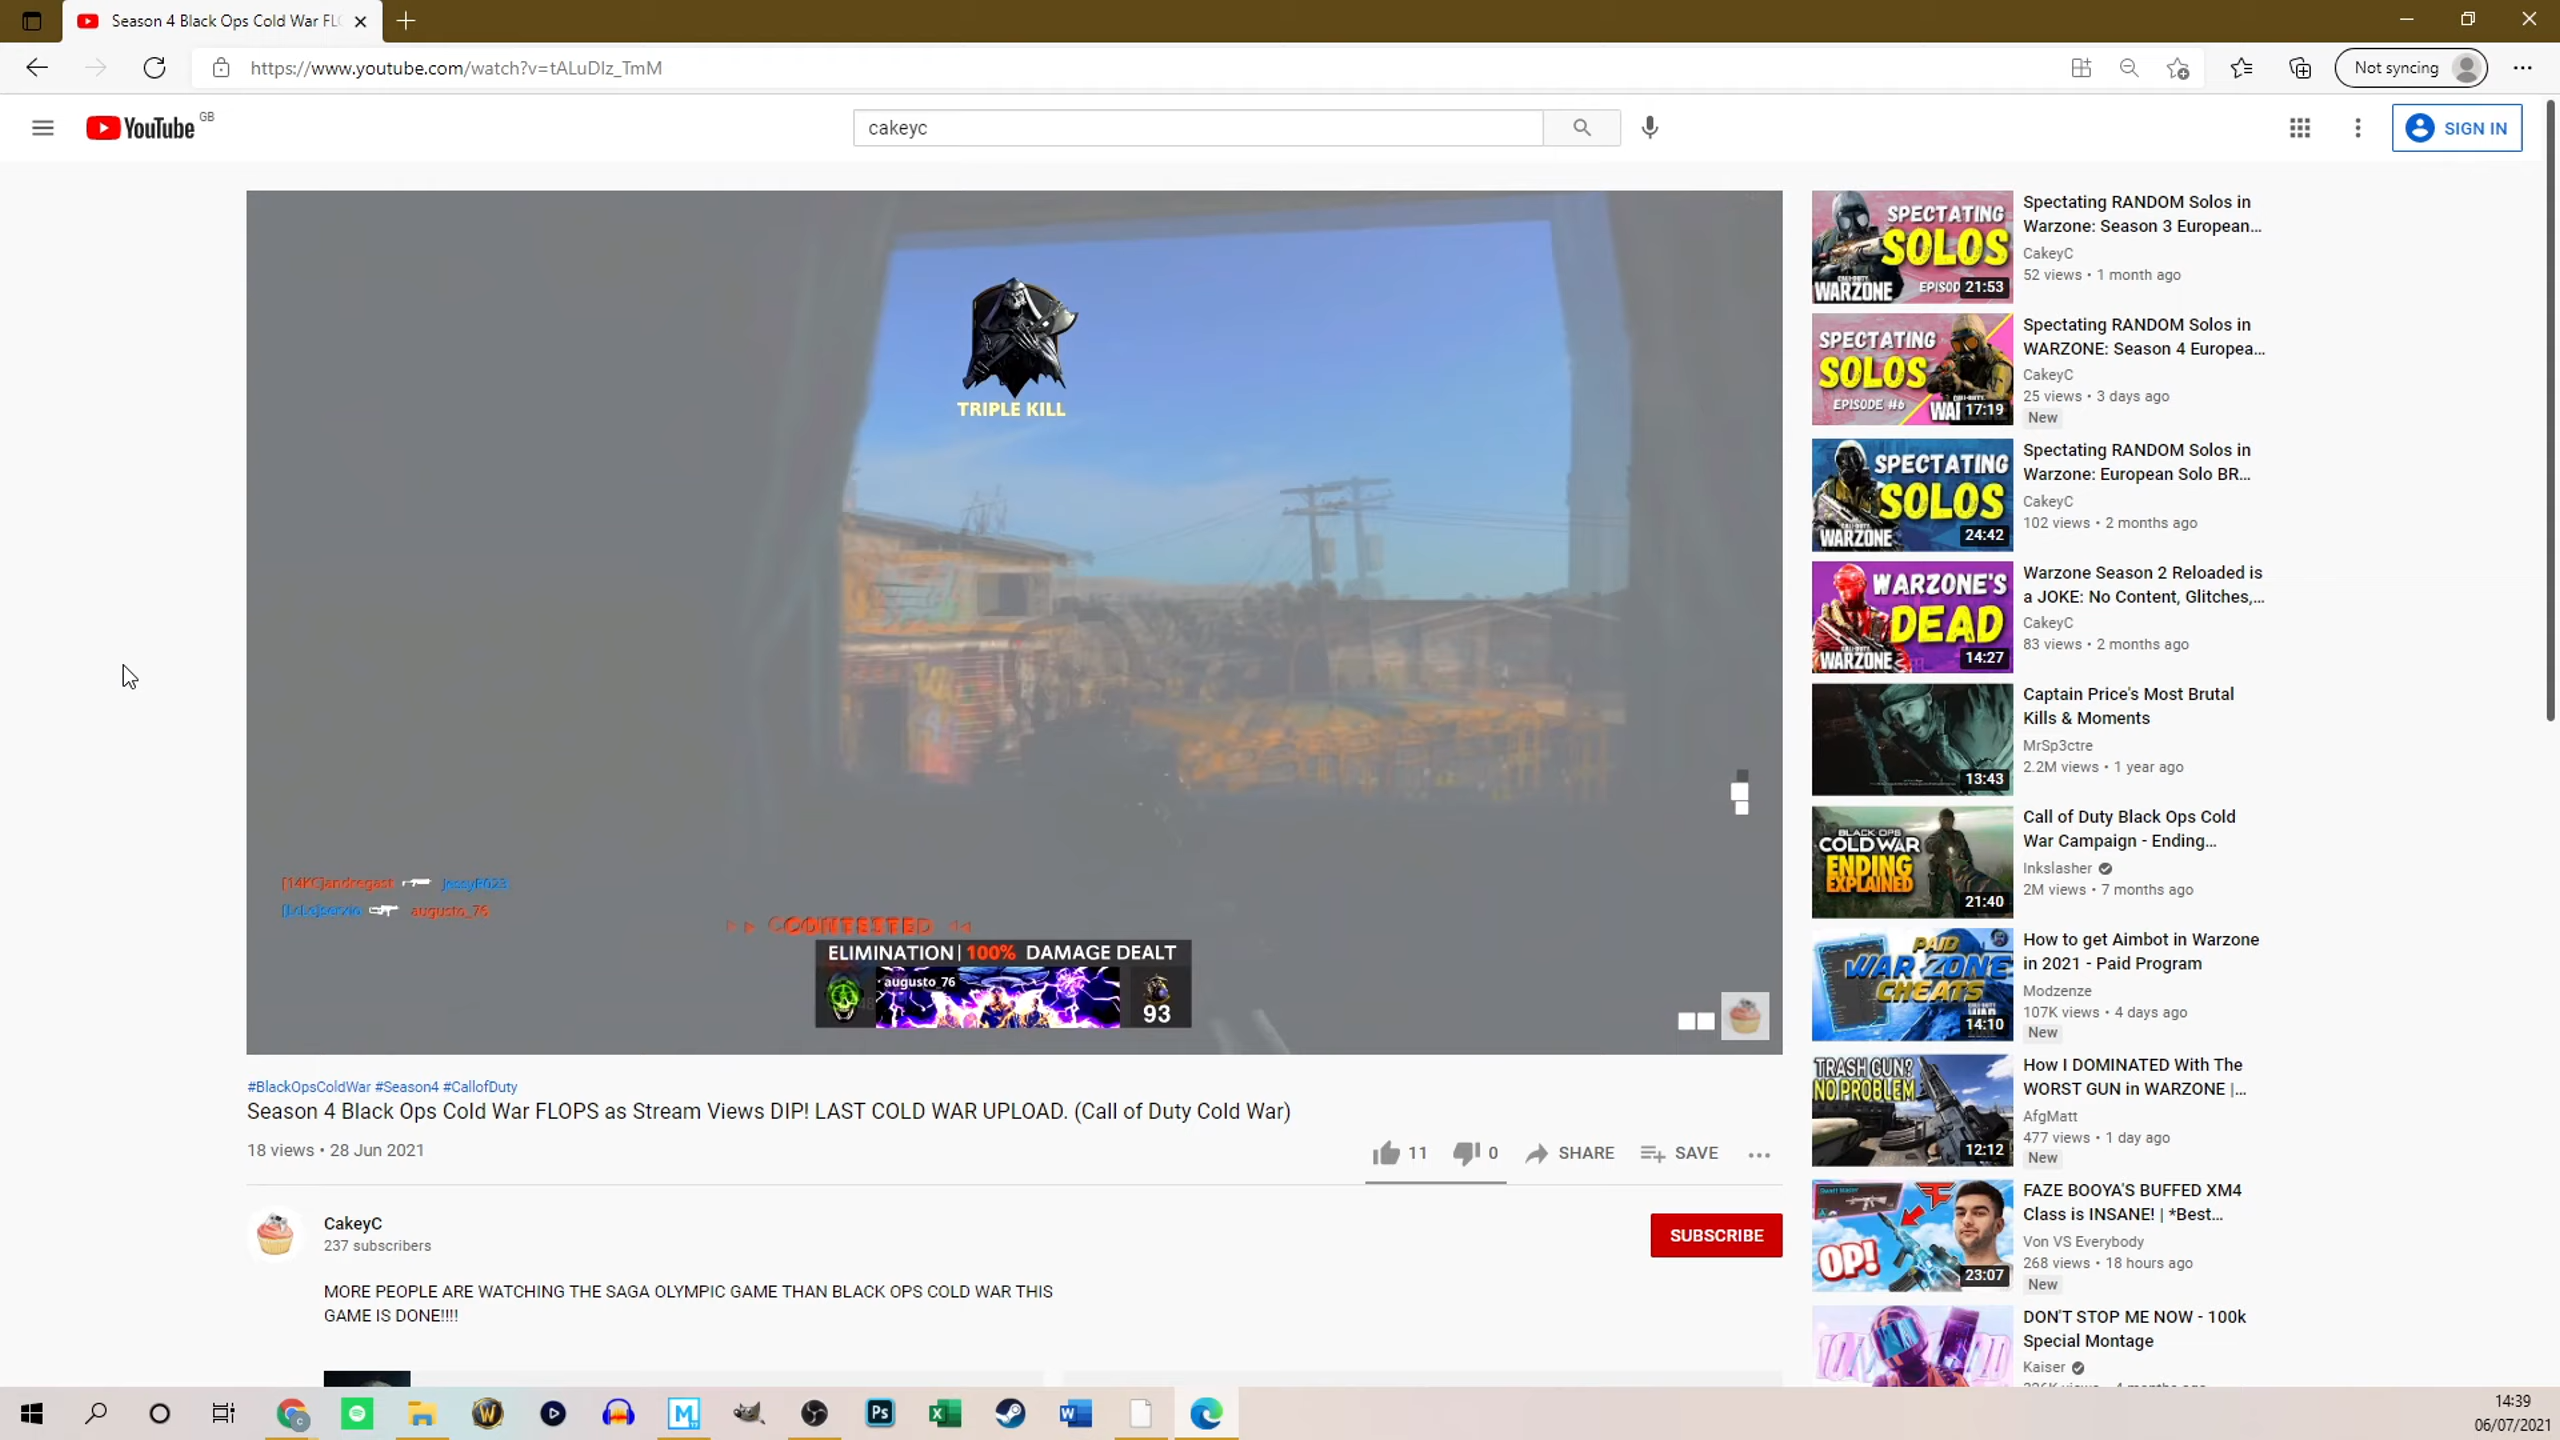 Season 4 Black Ops Cold War FL
https://www.youtube.com/watch?v=tALuDIz_TmM
Not syncing
YouTube GB
cakeyc
SIGN IN
TRIPLE KILL
[14KC]andregast
augusto_76
CONTESTED
ELIMINATION| 100% DAMAGE DEALT
augusto_76
93
#BlackOpsColdWar #Season4 #CallofDuty
Season 4 Black Ops Cold War FLOPS as Stream Views DIP! LAST COLD WAR UPLOAD. (Call of Duty Cold War)
18 views • 28 Jun 2021
11
0
SHARE
SAVE
CakeyC
237 subscribers
SUBSCRIBE
MORE PEOPLE ARE WATCHING THE SAGA OLYMPIC GAME THAN BLACK OPS COLD WAR THIS
GAME IS DONE!!!!
SPECTATING
SOLOS
WARZONE
EPISOD
21:53
Spectating RANDOM Solos in
Warzone: Season 3 European...
CakeyC
52 views • 1 month ago
SPECTATING
SOLOS
EPISODE #6
WAR
17:19
Spectating RANDOM Solos in
WARZONE: Season 4 Europea...
CakeyC
25 views • 3 days ago
New
SPECTATING
SOLOS
WARZONE
24:42
Spectating RANDOM Solos in
Warzone: European Solo BR...
CakeyC
102 views • 2 months ago
WARZONE'S
DEAD
WARZONE
14:27
Warzone Season 2 Reloaded is
a JOKE: No Content, Glitches,...
CakeyC
83 views • 2 months ago
13:43
Captain Price's Most Brutal
Kills & Moments
MrSp3ctre
2.2M views • 1 year ago
BLACK OPS
COLD WAR
ENDING
EXPLAINED
21:40
Call of Duty Black Ops Cold
War Campaign - Ending...
Inkslasher
2M views • 7 months ago
PAID
WAR ZONE
CHEATS
14:10
How to get Aimbot in Warzone
in 2021 - Paid Program
Modzenze
107K views • 4 days ago
New
TRASH GUN?
NO PROBLEM
12:12
How I DOMINATED With The
WORST GUN in WARZONE |...
AfgMatt
477 views • 1 day ago
New
OP!
23:07
FAZE BOOYA'S BUFFED XM4
Class is INSANE! | *Best...
Von VS Everybody
268 views • 18 hours ago
New
DON'T STOP ME NOW - 100k
Special Montage
Kaiser
14:39
06/07/2021